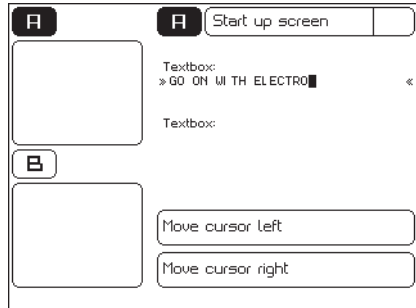 A
A Start up screen
Textbox:
» GO ON WITH ELECTRO «
Textbox:
B
Move cursor left
Move cursor right